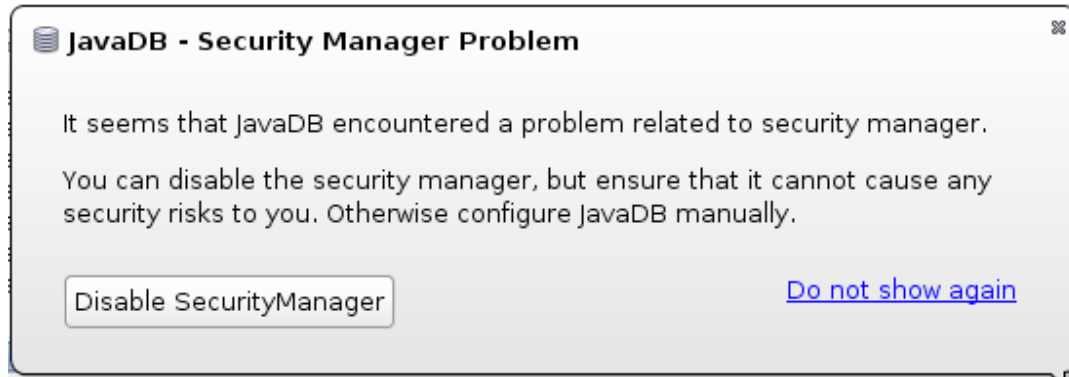 JavaDB - Security Manager Problem
It seems that JavaDB encountered a problem related to security manager.
You can disable the security manager, but ensure that it cannot cause any
security risks to you. Otherwise configure JavaDB manually.
Disable SecurityManager
Do not show again